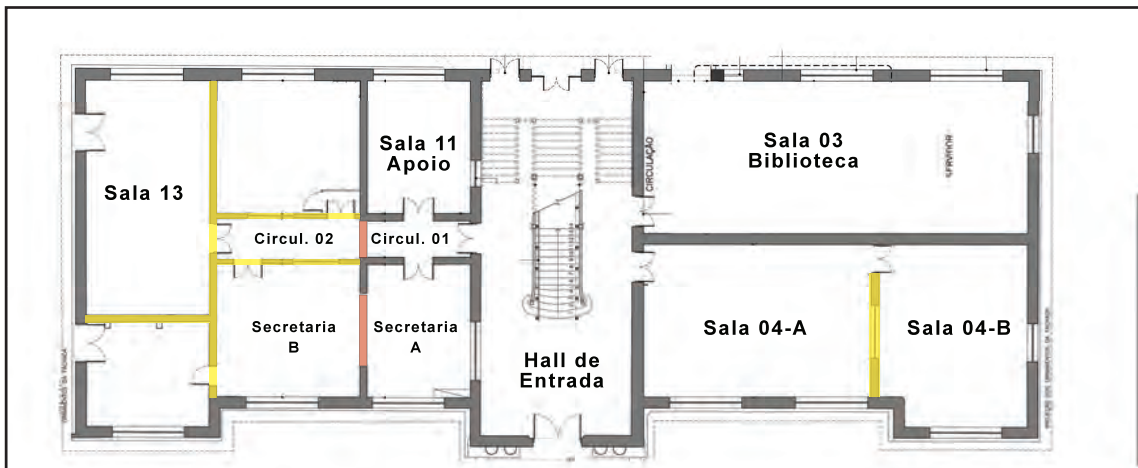 Sala 13
Sala 11
Apoio
Circul. 02
Circul. 01
Secretaria
B
Secretaria
A
Hall de
Entrada
CIRCULAÇÃO
Sala 03
Biblioteca
SERVIDOR
Sala 04-A
Sala 04-B